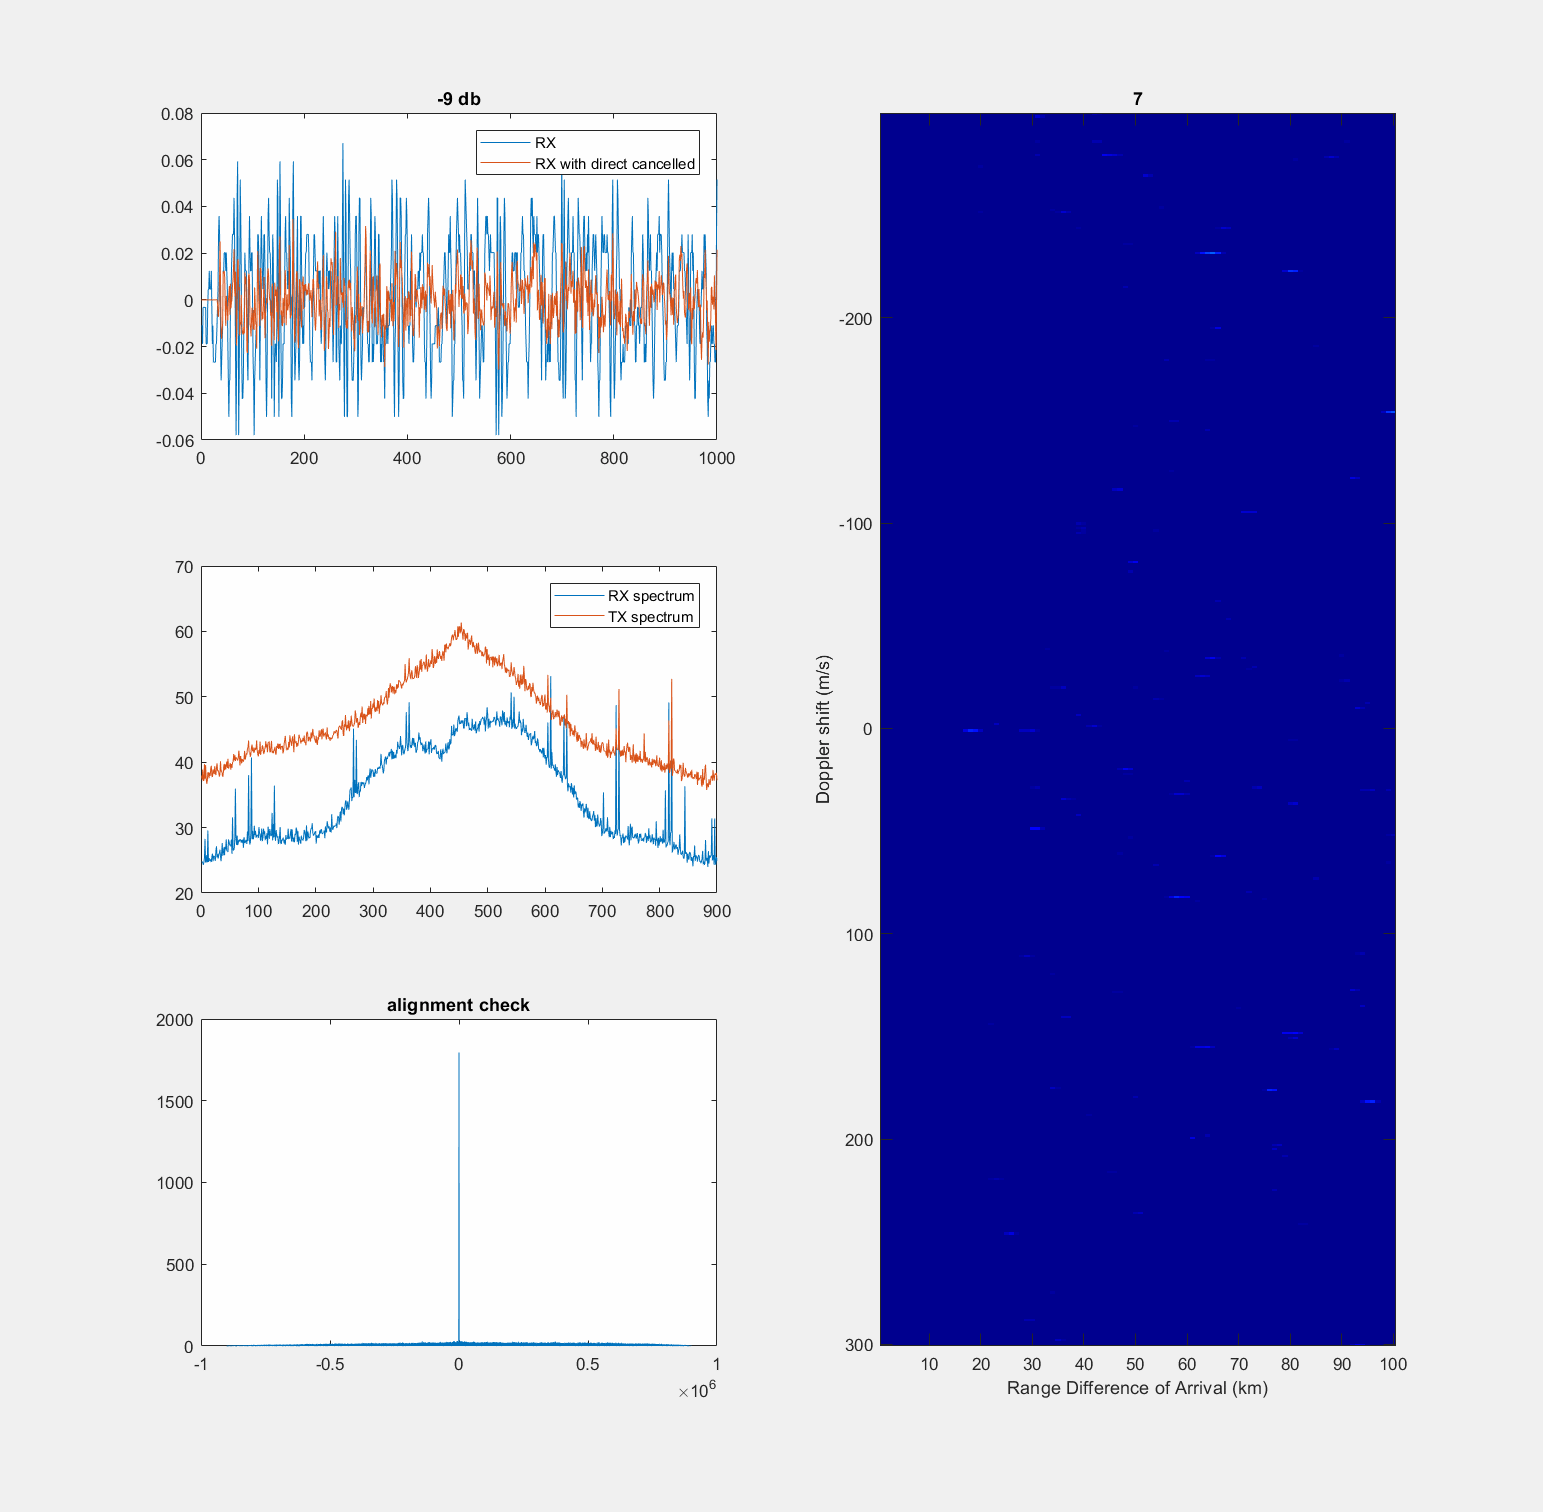 -9 db
0.08
0.06
0.04
0.02
0
-0.02
-0.04
-0.06
0 200 400 600 800 1000
RX
RX with direct cancelled
70
60
50
40
30
20
0 100 200 300 400 500 600 700 800 900
RX spectrum
TX spectrum
alignment check
2000
1500
1000
500
0
-1 -0.5 0 0.5 1
×10⁶
7
Doppler shift (m/s)
-200
-100
0
100
200
300
10 20 30 40 50 60 70 80 90 100
Range Difference of Arrival (km)